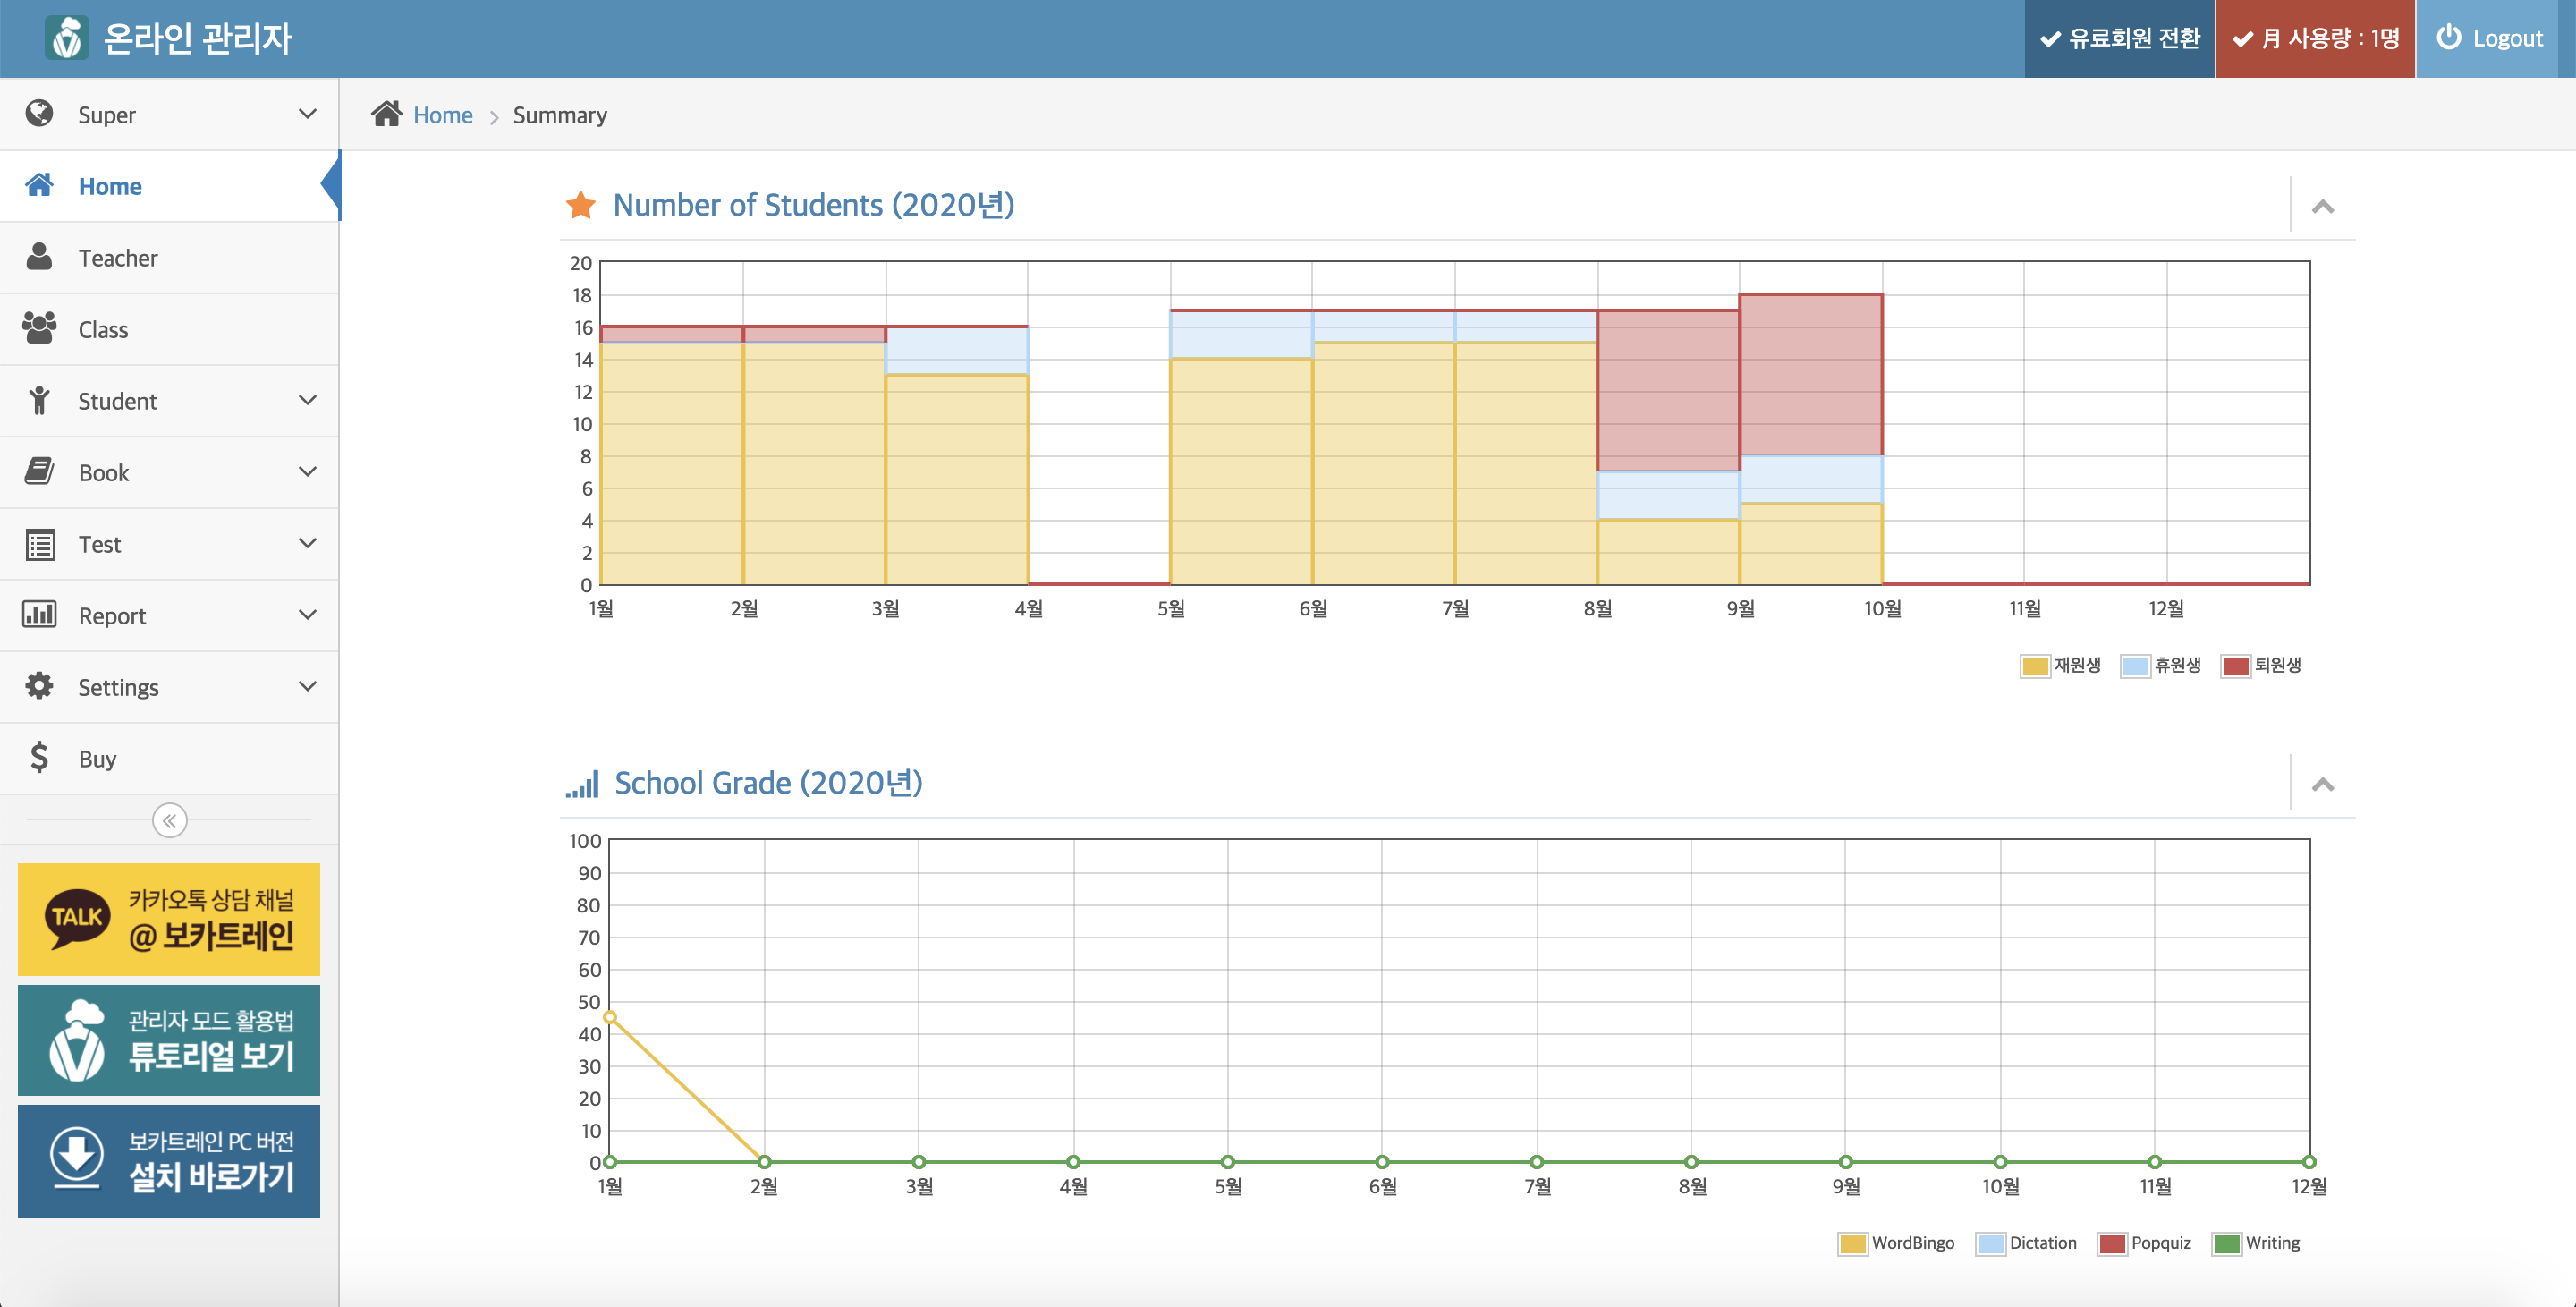 온라인 관리자
유료회원 전환
月 사용량 : 1명
Logout
Super
Home
Teacher
Class
Student
Book
Test
Report
Settings
Buy
TALK
카카오톡 상담 채널
@ 보카트레인
관리자 모드 활용법
튜토리얼 보기
보카트레인 PC 버전
설치 바로가기
Home > Summary
Number of Students (2020년)
20
18
16
14
12
10
8
6
4
2
0
1월 2월 3월 4월 5월 6월 7월 8월 9월 10월 11월 12월
재원생 휴원생 퇴원생
School Grade (2020년)
100
90
80
70
60
50
40
30
20
10
0
1월 2월 3월 4월 5월 6월 7월 8월 9월 10월 11월 12월
WordBingo Dictation Popquiz Writing